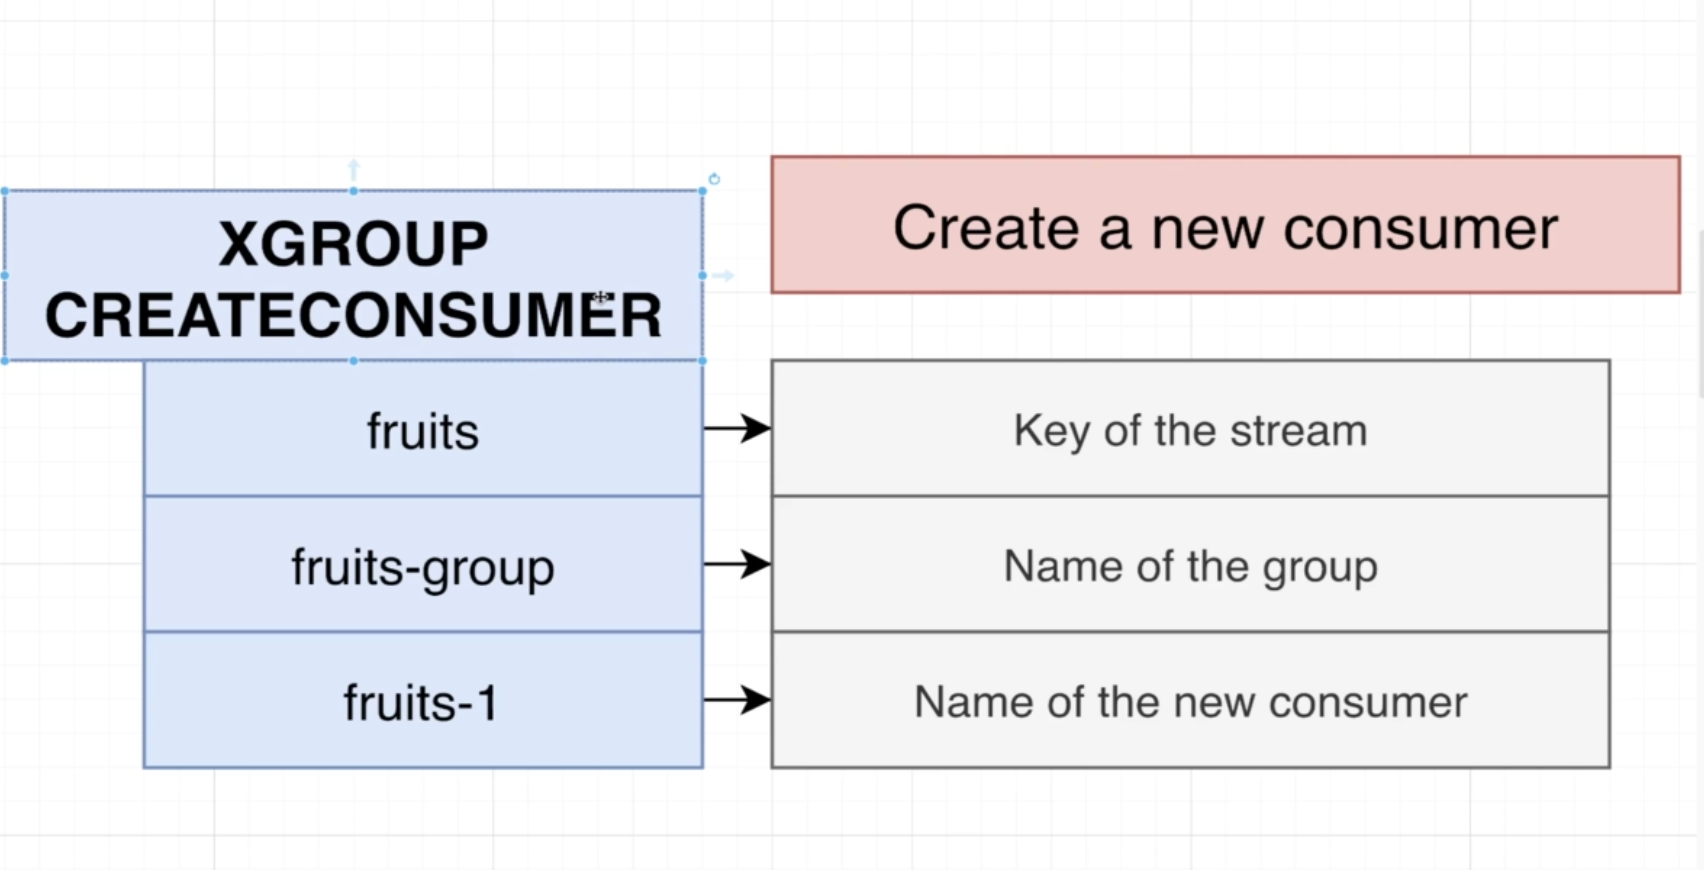 XGROUP
CREATECONSUMER
Create a new consumer
fruits
Key of the stream
fruits-group
Name of the group
fruits-1
Name of the new consumer